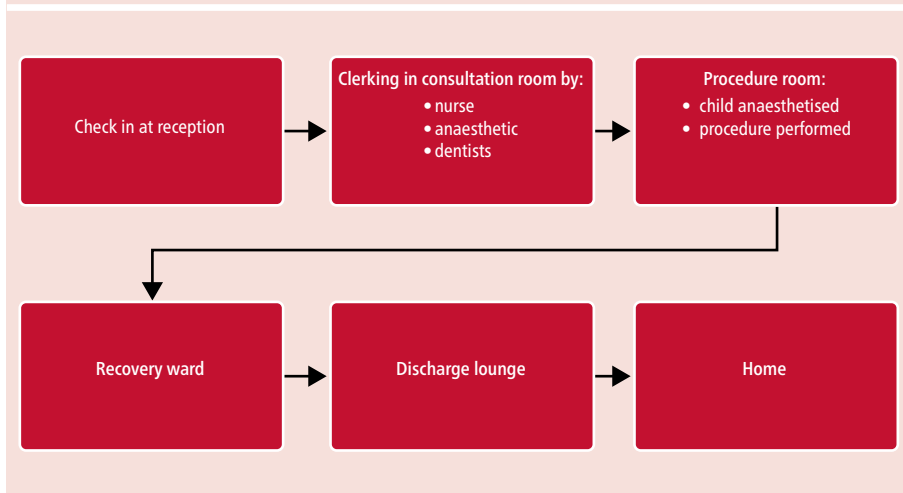 Check in at reception
Clerking in consultation room by:
• nurse
• anaesthetic
• dentists
Procedure room:
• child anaesthetised
• procedure performed
Recovery ward
Discharge lounge
Home